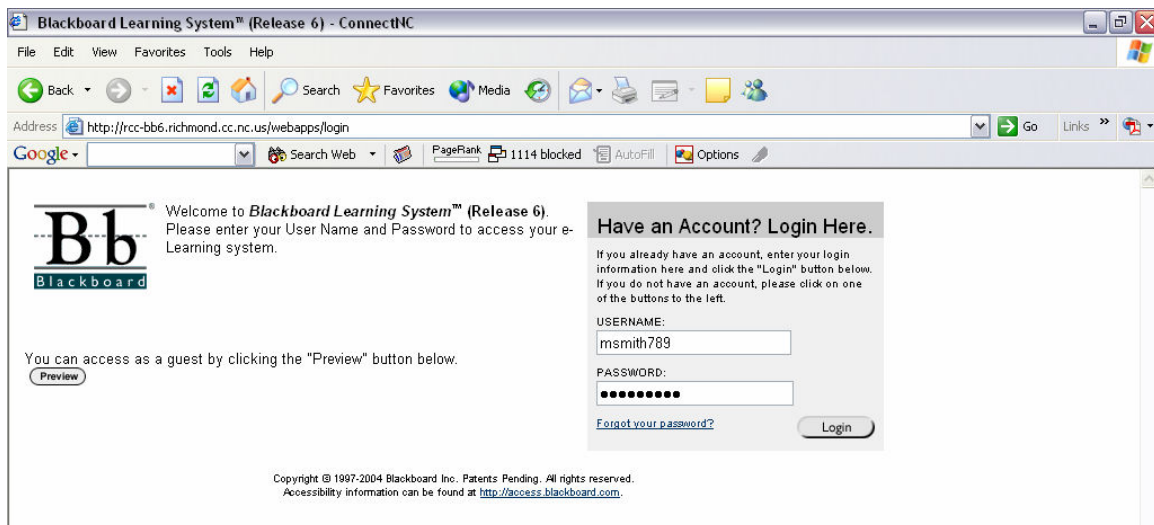 Blackboard Learning System™ (Release 6) - ConnectNC
File Edit View Favorites Tools Help
Back Search Favorites Media
Address http://rcc-bb6.richmond.cc.nc.us/webapps/login Go Links »
Google Search Web PageRank 1114 blocked AutoFill Options
Bb®
Blackboard
Welcome to Blackboard Learning System™ (Release 6).
Please enter your User Name and Password to access your e-
Learning system.
You can access as a guest by clicking the "Preview" button below.
Preview
Have an Account? Login Here.
If you already have an account, enter your login
information here and click the "Login" button below.
If you do not have an account, please click on one
of the buttons to the left.
USERNAME:
msmith789
PASSWORD:
•••••••••
Forgot your password? Login
Copyright © 1997-2004 Blackboard Inc. Patents Pending. All rights reserved.
Accessibility information can be found at http://access.blackboard.com.